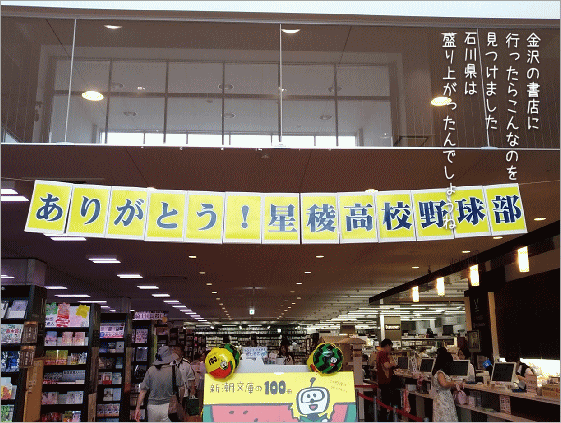 金沢の書店に
行ったらこんなのを
見つけました
石川県は
盛り上がったんでしょうね
ありがとう！星稜高校野球部
新潮文庫の100冊